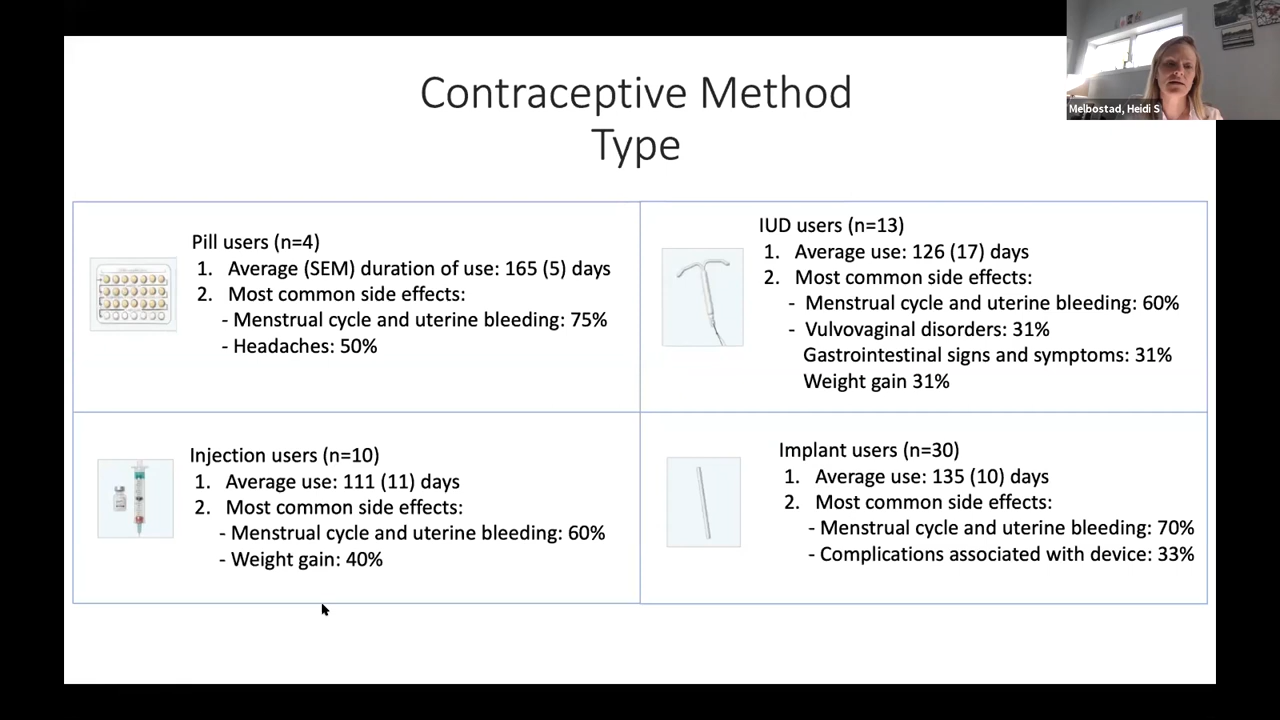 Contraceptive Method
Type
Melbostad, Heidi S
Pill users (n=4)
1. Average (SEM) duration of use: 165 (5) days
2. Most common side effects:
- Menstrual cycle and uterine bleeding: 75%
- Headaches: 50%
IUD users (n=13)
1. Average use: 126 (17) days
2. Most common side effects:
- Menstrual cycle and uterine bleeding: 60%
- Vulvovaginal disorders: 31%
Gastrointestinal signs and symptoms: 31%
Weight gain 31%
Injection users (n=10)
1. Average use: 111 (11) days
2. Most common side effects:
- Menstrual cycle and uterine bleeding: 60%
- Weight gain: 40%
Implant users (n=30)
1. Average use: 135 (10) days
2. Most common side effects:
- Menstrual cycle and uterine bleeding: 70%
- Complications associated with device: 33%